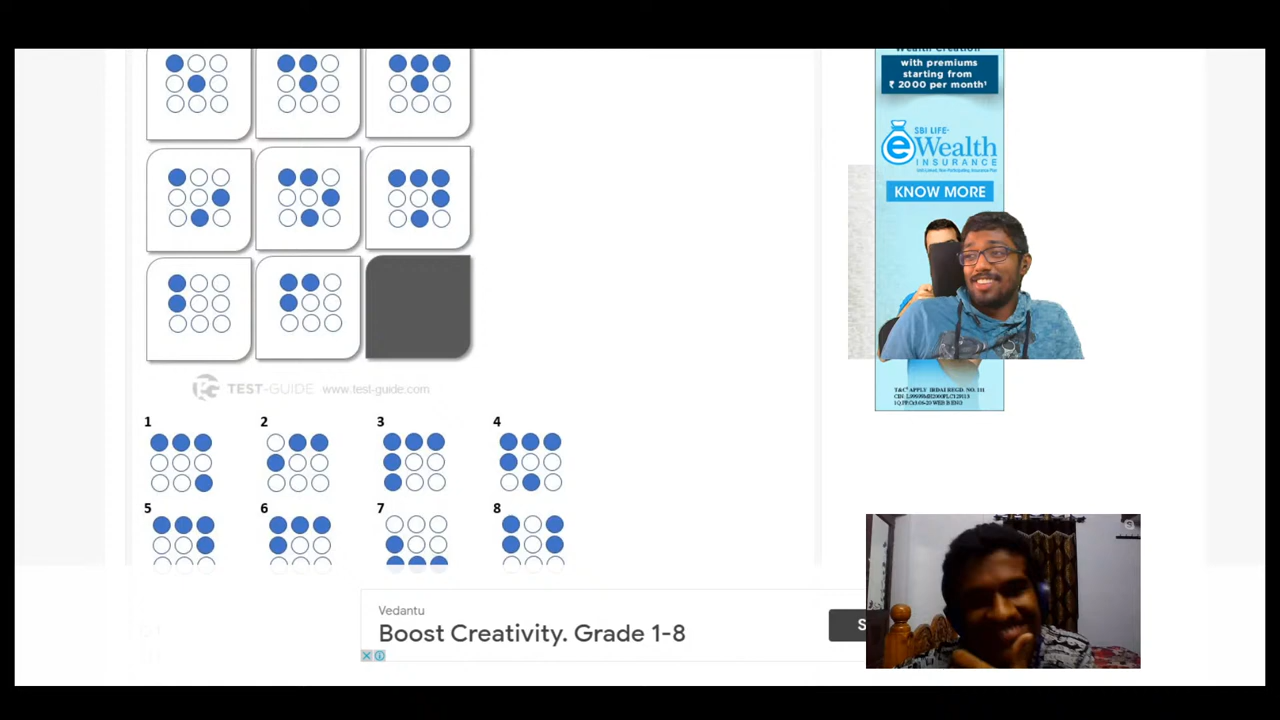 Wealth Creation
with premiums
starting from
₹ 2000 per month¹
SBI LIFE-
eWealth
INSURANCE
KNOW MORE
TEST-GUIDE www.test-guide.com
1 2 3 4
5 6 7 8
Vedantu
Boost Creativity. Grade 1-8
S